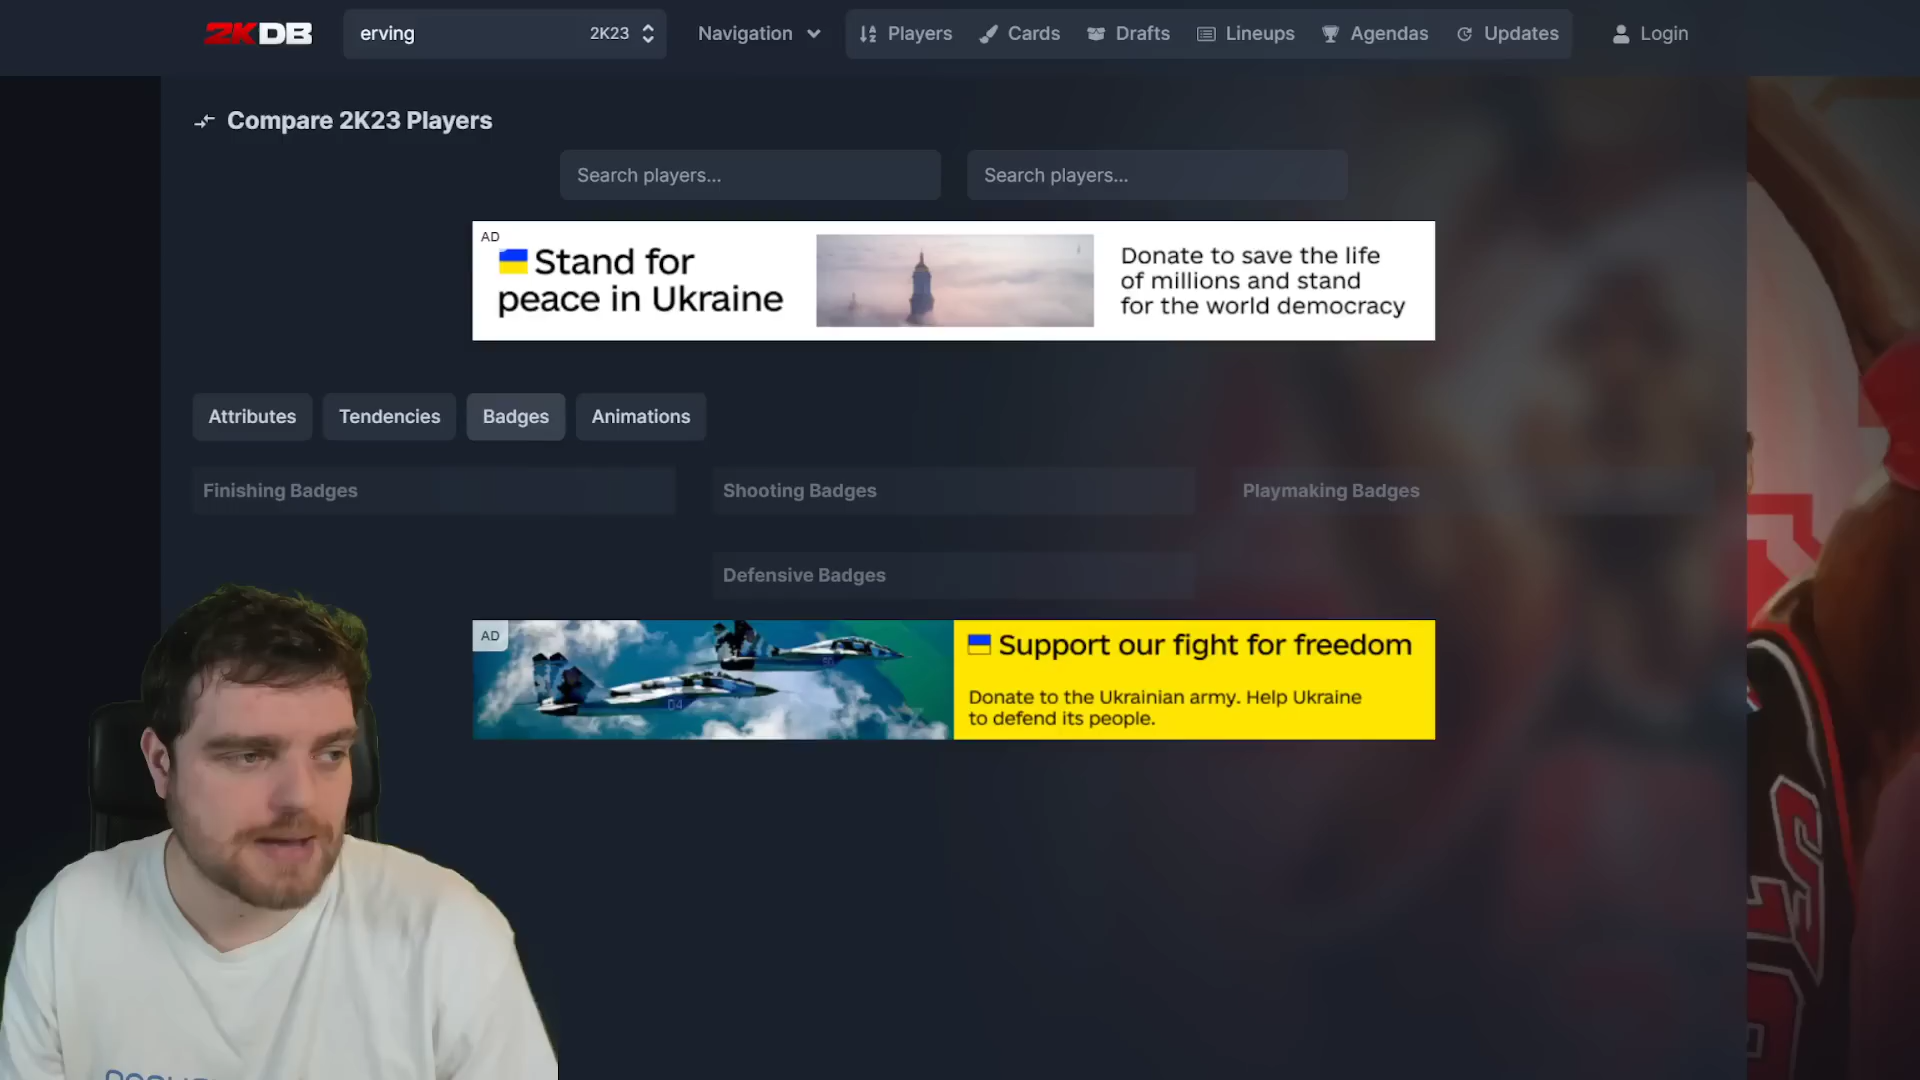 2KDB
erving
2K23
Navigation
Players
Cards
Drafts
Lineups
Agendas
Updates
Login
Compare 2K23 Players
Search players...
Search players...
AD
Stand for
peace in Ukraine
Donate to save the life
of millions and stand
for the world democracy
Attributes
Tendencies
Badges
Animations
Finishing Badges
Shooting Badges
Playmaking Badges
Defensive Badges
AD
04
Support our fight for freedom
Donate to the Ukrainian army. Help Ukraine
to defend its people.